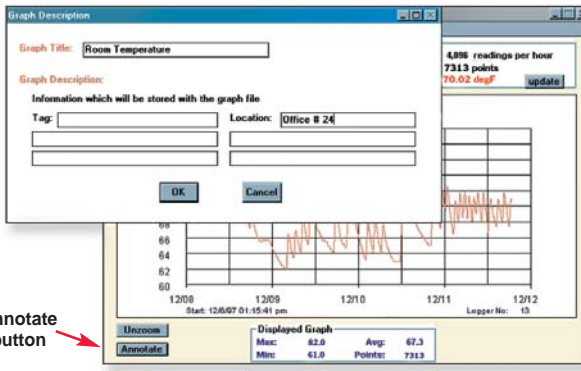 Graph Description
Graph Title: Room Temperature
4,096 readings per hour
7313 points
70.02 degF
update
Graph Description:
Information which will be stored with the graph file
Tag: Location: Office # 24
OK Cancel
68
66
64
62
60
12/08 12/09 12/10 12/11 12/12
Start: 12/8/97 01:15:41 pm Logger No: 13
Unzoom
Annotate
Displayed Graph
Max: 82.0 Avg: 67.3
Min: 61.0 Points: 7313
nnotate
utton